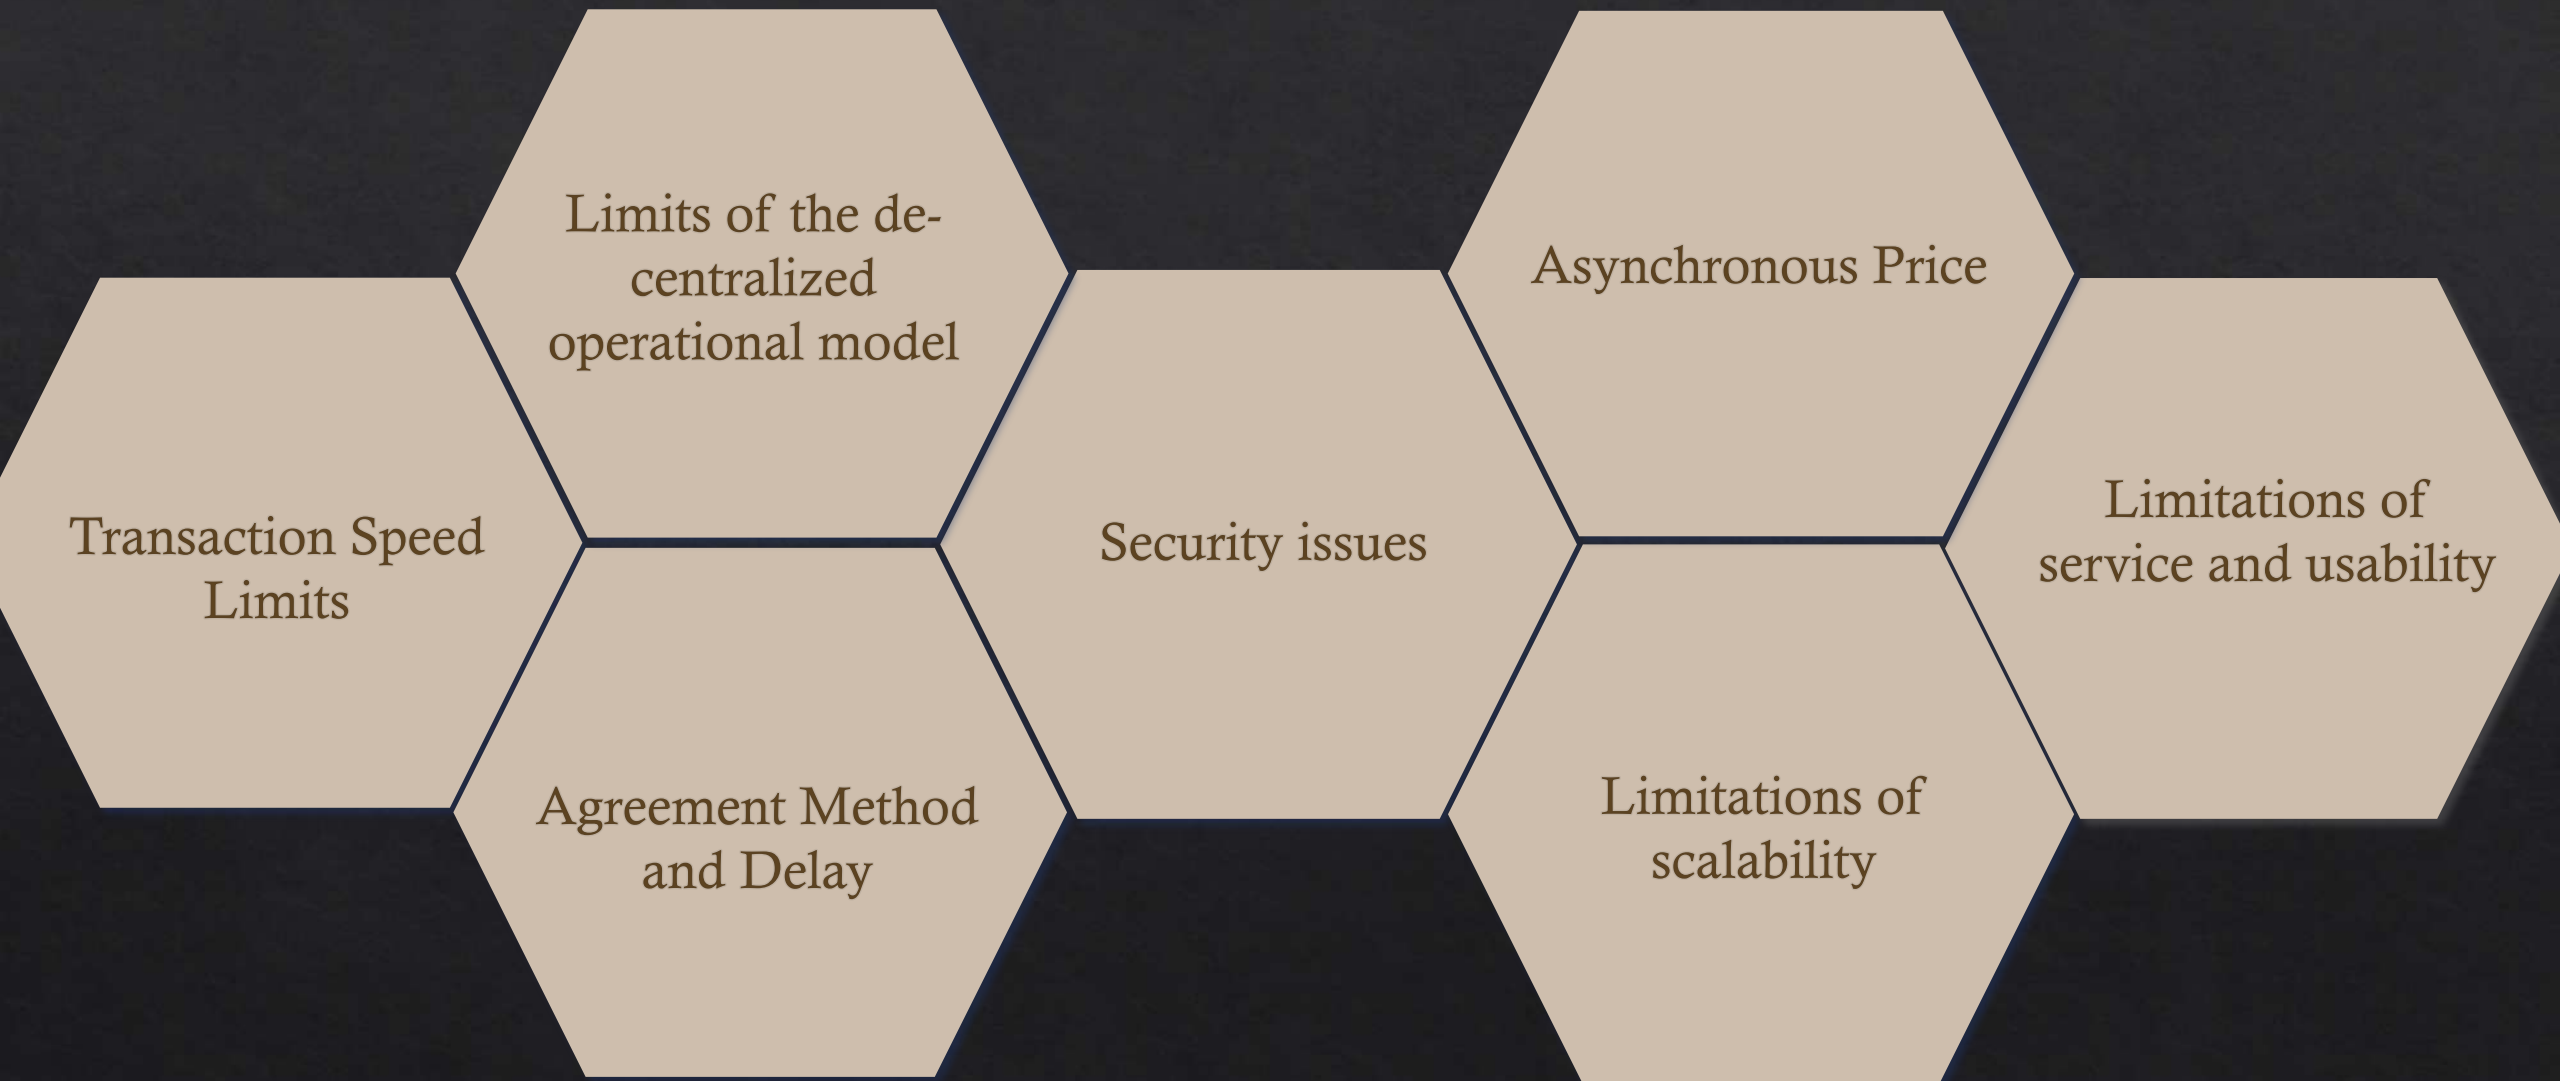 Limits of the de-
centralized
operational model
Asynchronous Price
Transaction Speed
Limits
Security issues
Limitations of
service and usability
Agreement Method
and Delay
Limitations of
scalability